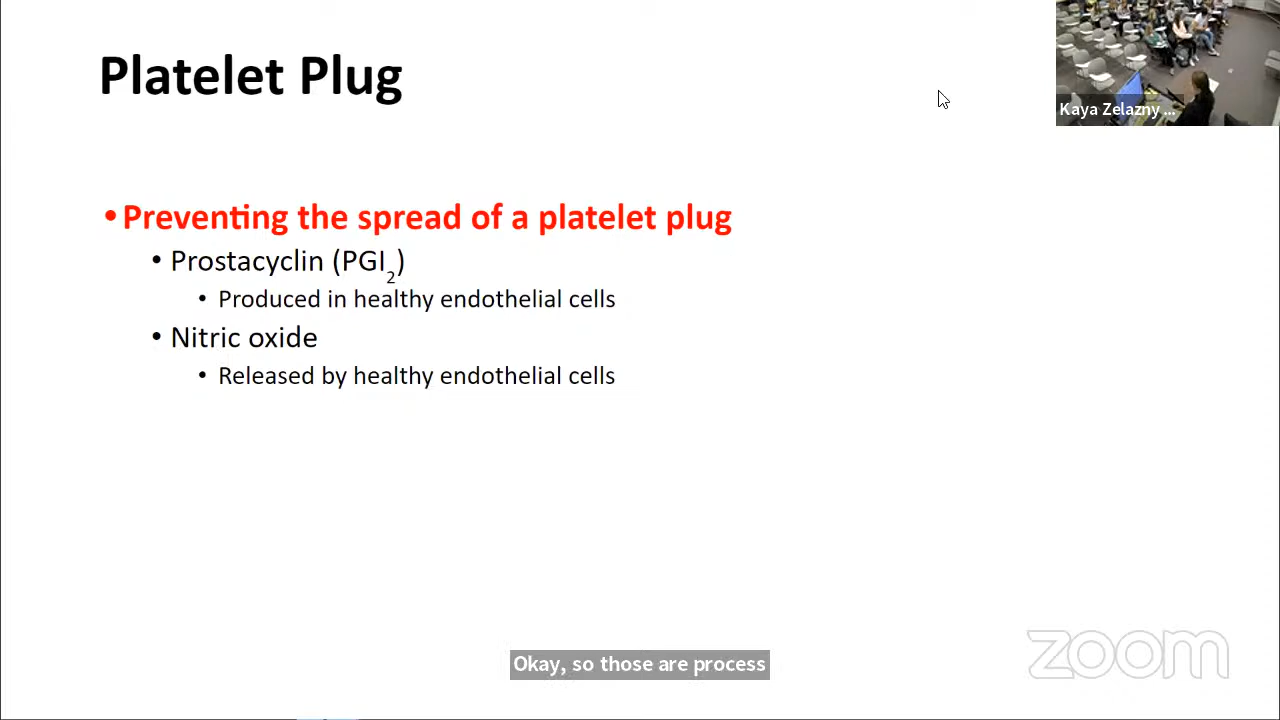 Platelet Plug
Kaya Zelazny ...
• Preventing the spread of a platelet plug
• Prostacyclin (PGI2)
• Produced in healthy endothelial cells
• Nitric oxide
• Released by healthy endothelial cells
Okay, so those are process
zoom